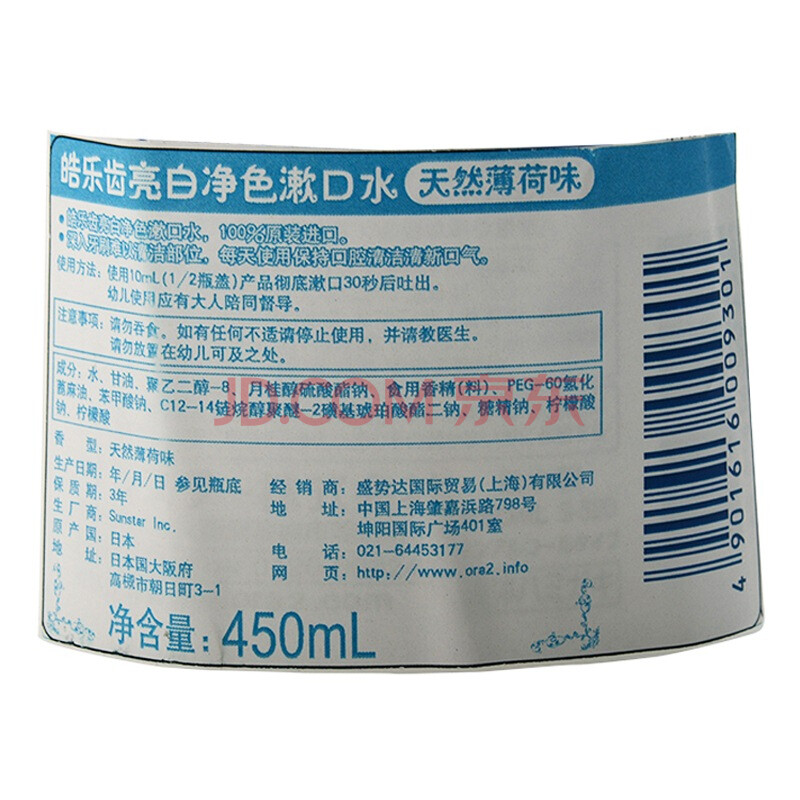 皓乐齿亮白净色漱口水 天然薄荷味
●皓乐齿亮白净色漱口水，100%原装进口。
●深入牙刷难以清洁部位，每天使用保持口腔清洁清新口气。
使用方法：使用10mL(1/2瓶盖)产品彻底漱口30秒后吐出。
幼儿使用应有大人陪同督导。
注意事项：请勿吞食。如有任何不适请停止使用，并请教医生。
请勿放置在幼儿可及之处。
成分：水、甘油、聚乙二醇-8、月桂醇硫酸酯钠、食用香精(料)、PEG-60氢化
蓖麻油、苯甲酸钠、C12-14链烷醇聚醚-2磺基琥珀酸酯二钠、糖精钠、柠檬酸
钠、柠檬酸
香 型：天然薄荷味
生产日期：年/月/日 参见瓶底
保质期：3年
生产厂商：Sunstar Inc.
原产国：日本
地 址：日本国大阪府
高槻市朝日町3-1
经销商：盛势达国际贸易(上海)有限公司
地 址：中国上海肇嘉浜路798号
坤阳国际广场401室
电 话：021-64453177
网 页：http://www.ora2.info
净含量：450mL
4901616009301
JD.COM 京东